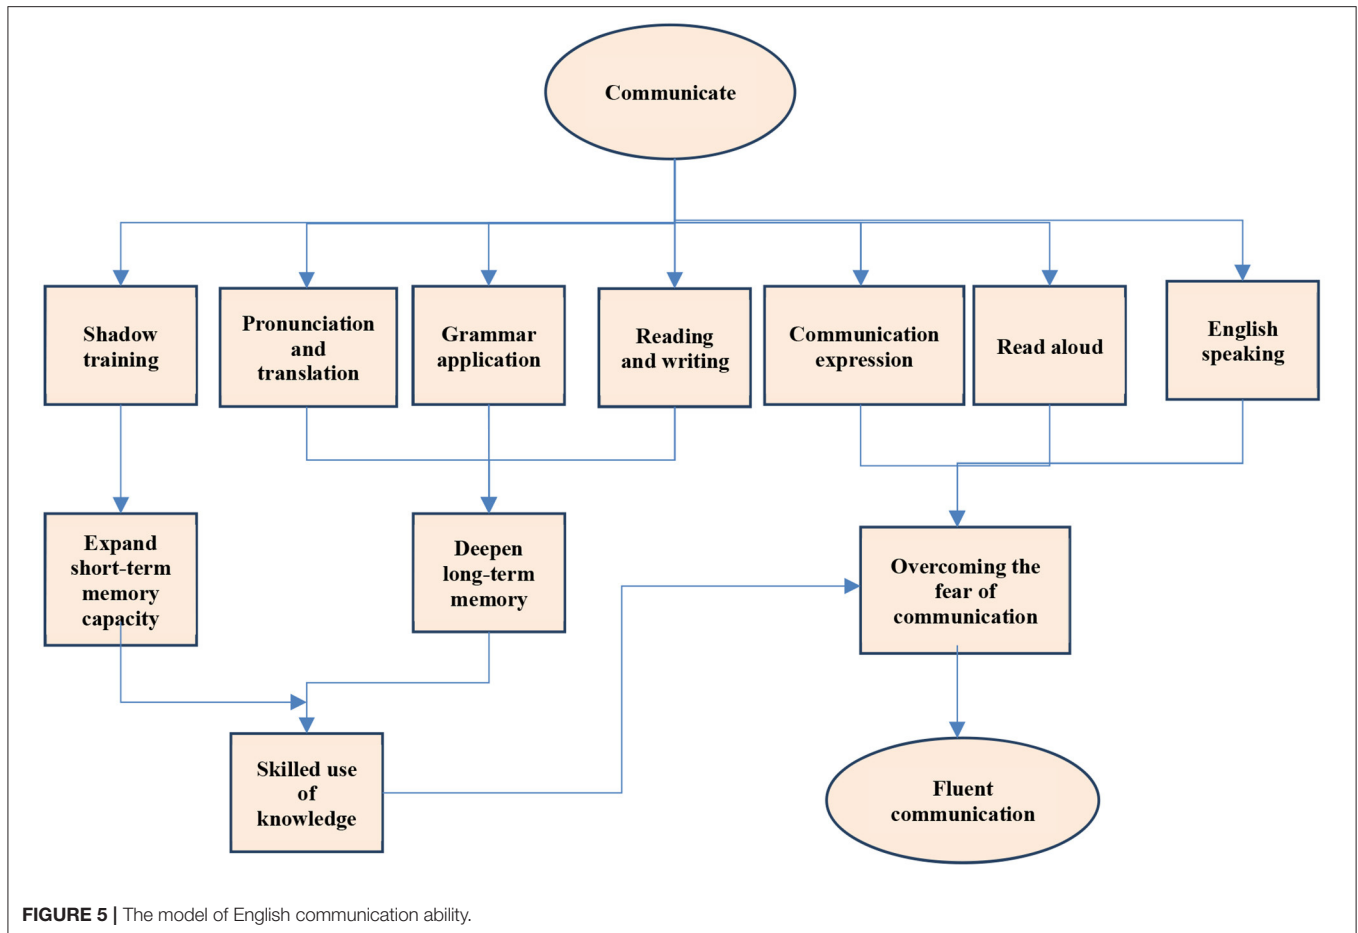 Communicate
Shadow
training
Pronunciation
and
translation
Grammar
application
Reading
and writing
Communication
expression
Read aloud
English
speaking
Expand
short-term
memory
capacity
Deepen
long-term
memory
Overcoming the
fear of
communication
Skilled use
of
knowledge
Fluent
communication
FIGURE 5 | The model of English communication ability.